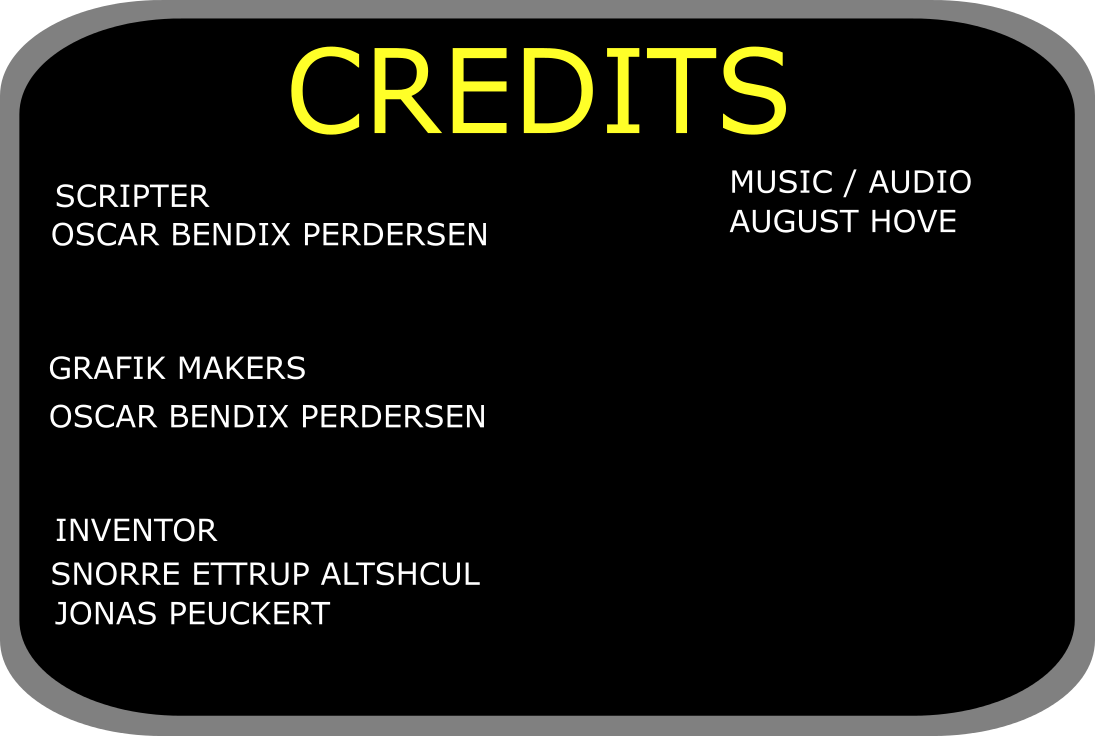 CREDITS
SCRIPTER
OSCAR BENDIX PERDERSEN
MUSIC / AUDIO
AUGUST HOVE
GRAFIK MAKERS
OSCAR BENDIX PERDERSEN
INVENTOR
SNORRE ETTRUP ALTSHCUL
JONAS PEUCKERT